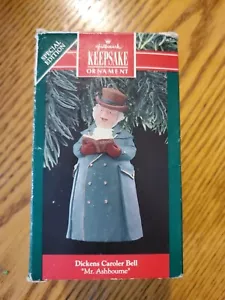 SPECIAL
EDITION
Hallmark
KEEPSAKE
ORNAMENT
Dickens Caroler Bell
"Mr. Ashbourne"